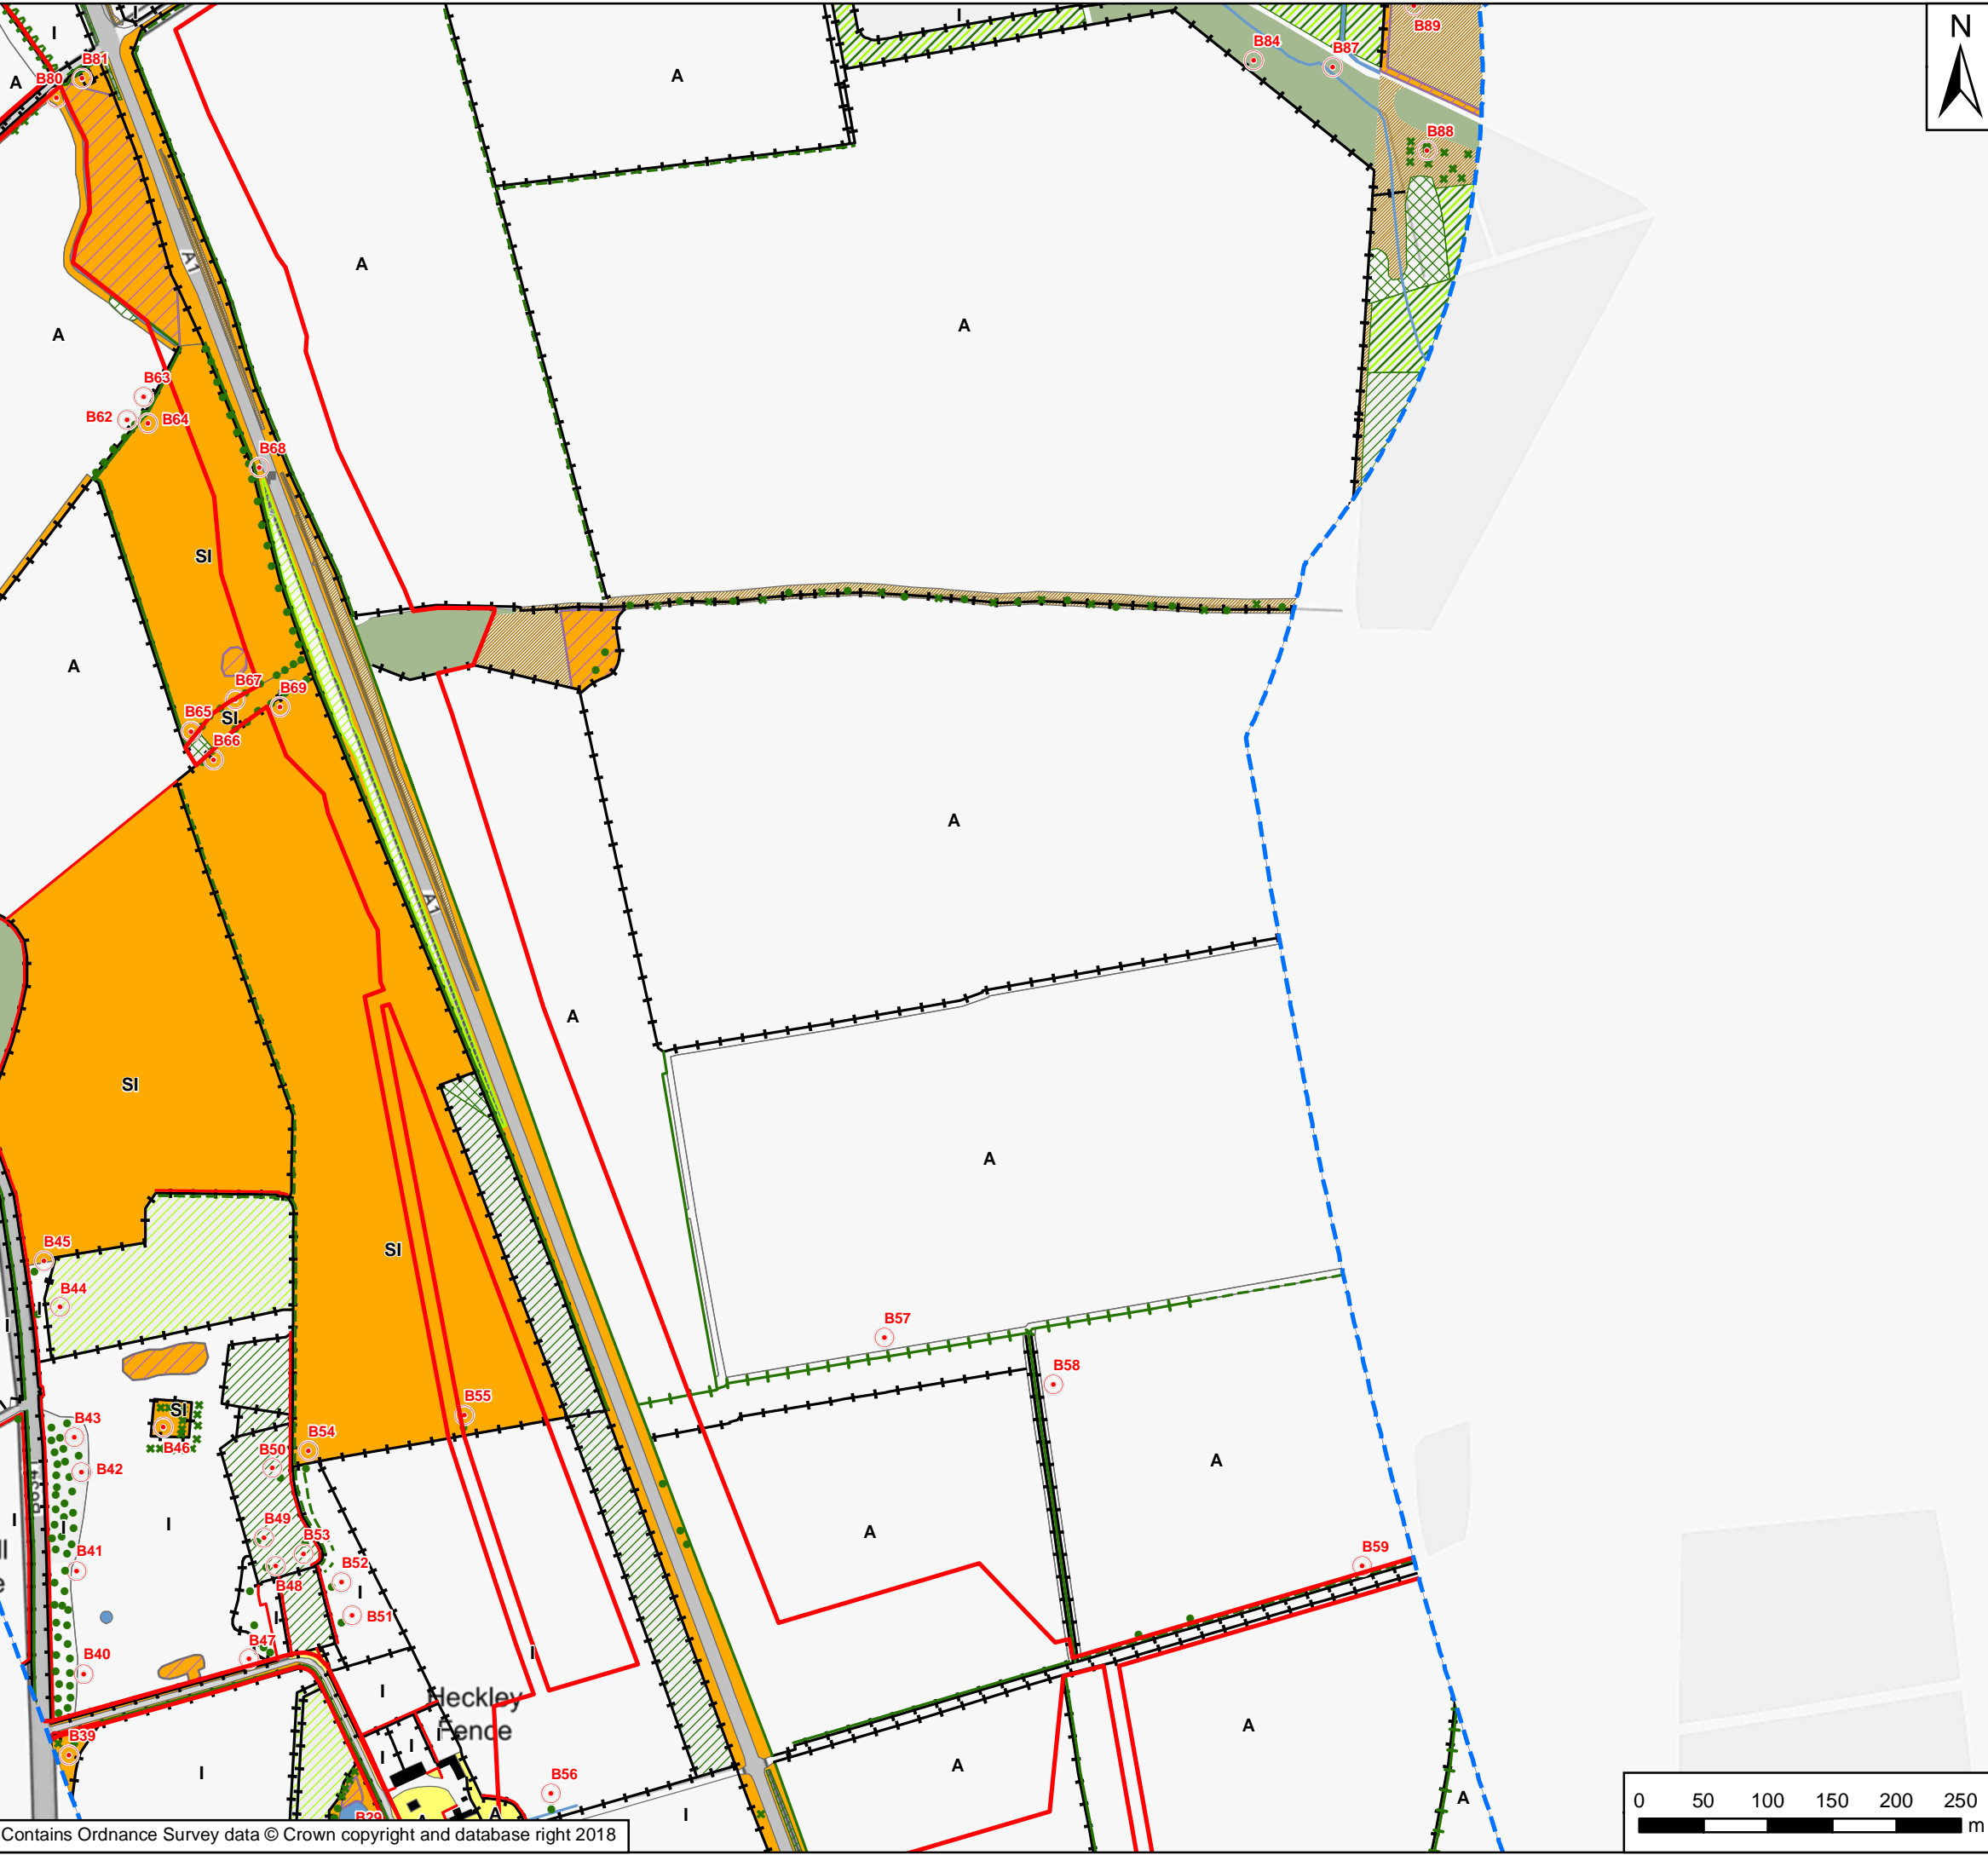 I
I
I
N
B89
B81
B80
A
A
B84
B87
B88
A1
A
A
A
B63
B62
B64
B68
SI
A
B67
B69
B65
SI
B66
A
A1
A
SI
A
SI
B45
B44
I
I
B57
B58
B55
SI
B43
B54
B46
B50
B42
A
I
I
I
A
B49
B53
B41
B52
B59
B48
I
B51
I
B47
I
B40
I
Heckley
Fence
A
B39
I
I
I
I
A
B56
A
B29
A
I
0 50 100 150 200 250
m
Contains Ordnance Survey data © Crown copyright and database right 2018